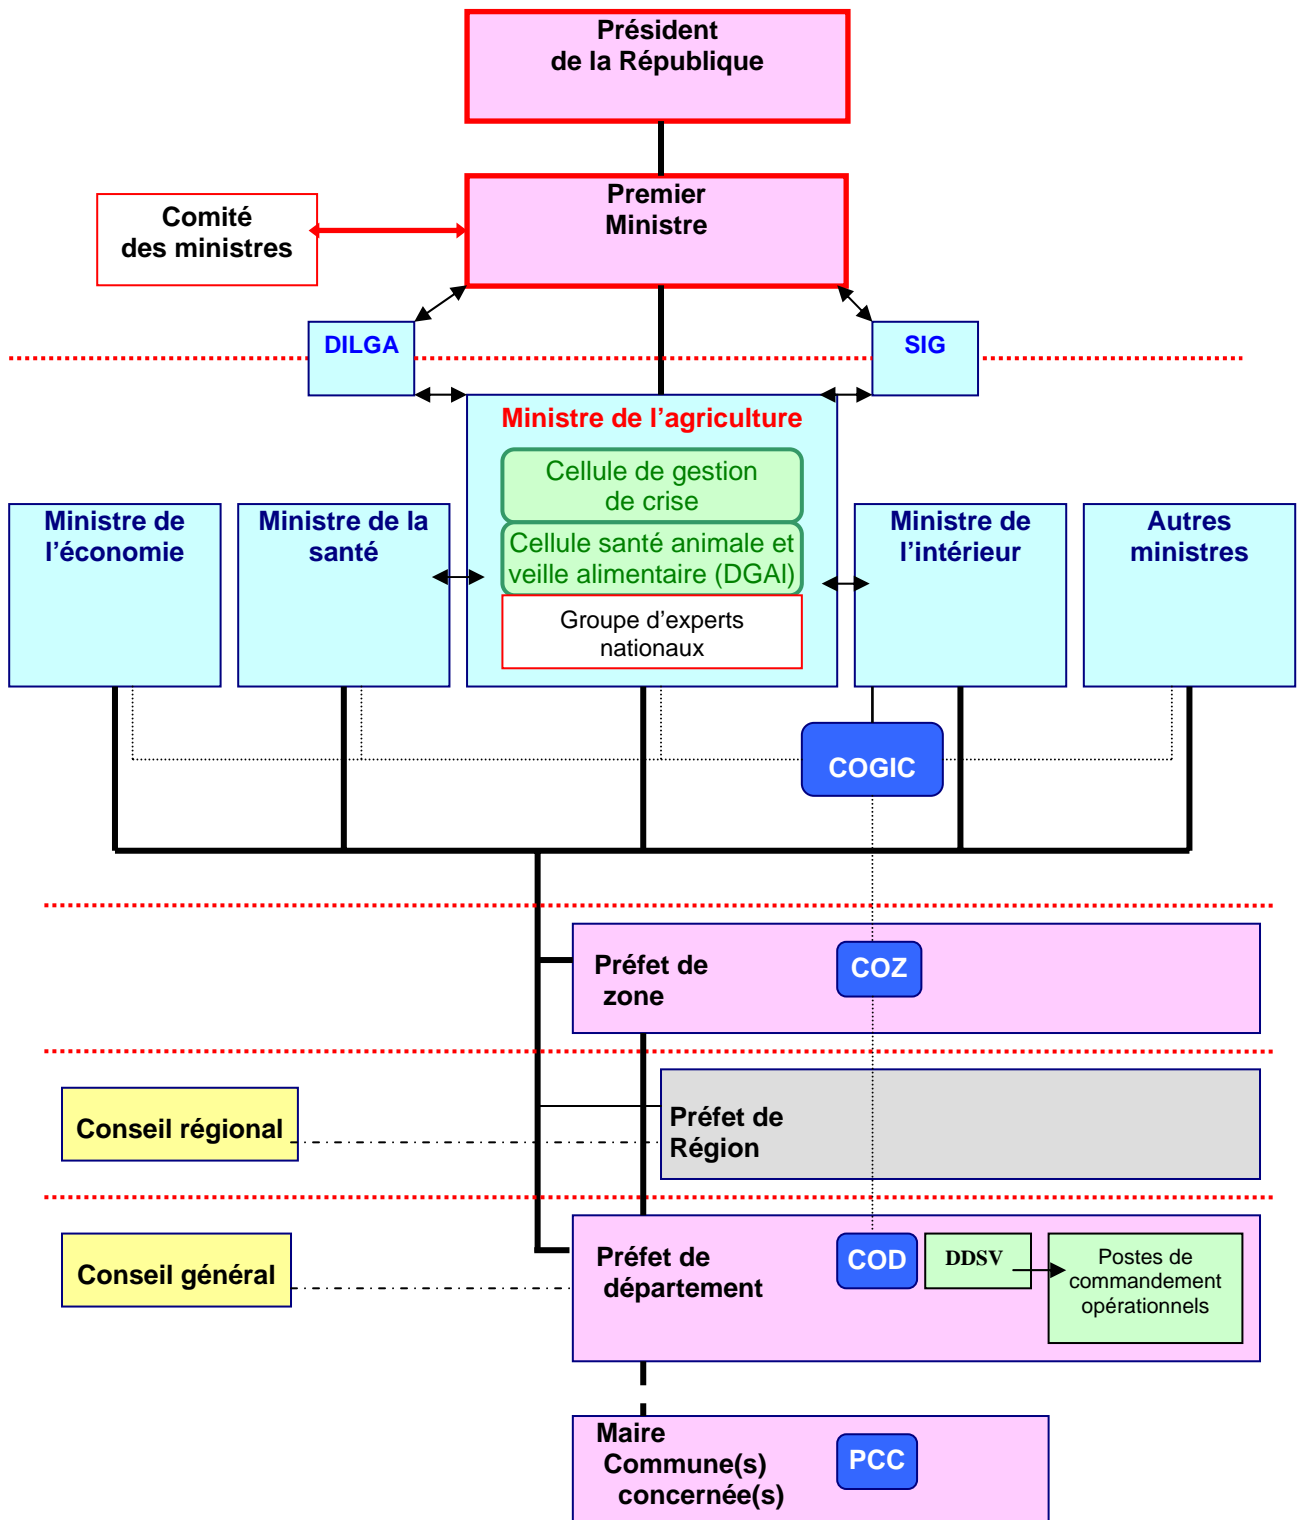 Président
de la République
Premier
Ministre
Comité
des ministres
DILGA
SIG
Ministre de l’agriculture
Cellule de gestion
de crise
Cellule santé animale et
veille alimentaire (DGAl)
Groupe d’experts
nationaux
Ministre de
l’économie
Ministre de la
santé
Ministre de
l’intérieur
Autres
ministres
COGIC
Préfet de
zone
COZ
Conseil régional
Préfet de
Région
Conseil général
Préfet de
département
COD
DDSV
Postes de
commandement
opérationnels
Maire
Commune(s)
concernée(s)
PCC